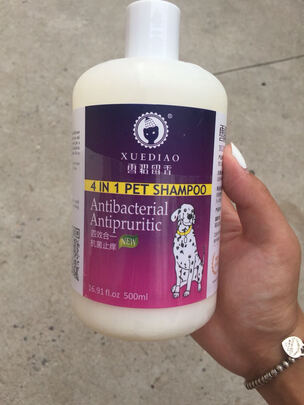 XUEDIAO
雪貂留香
4 IN 1 PET SHAMPOO
Antibacterial
Antipruritic
四效合一
抗菌止痒
NEW
16.91 fl.oz 500ml